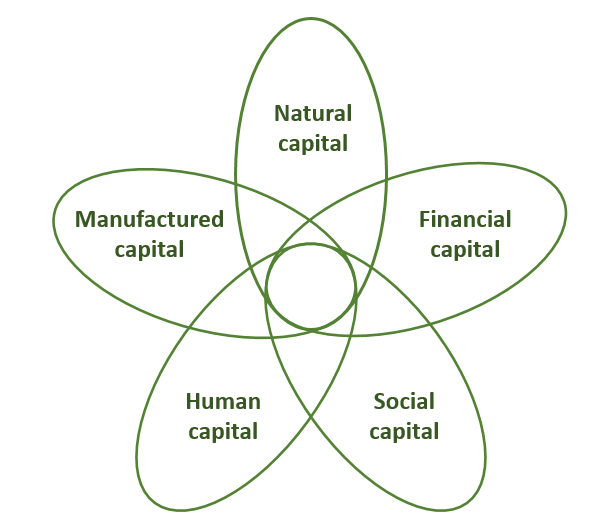 Natural
capital
Manufactured
capital
Financial
capital
Human
capital
Social
capital